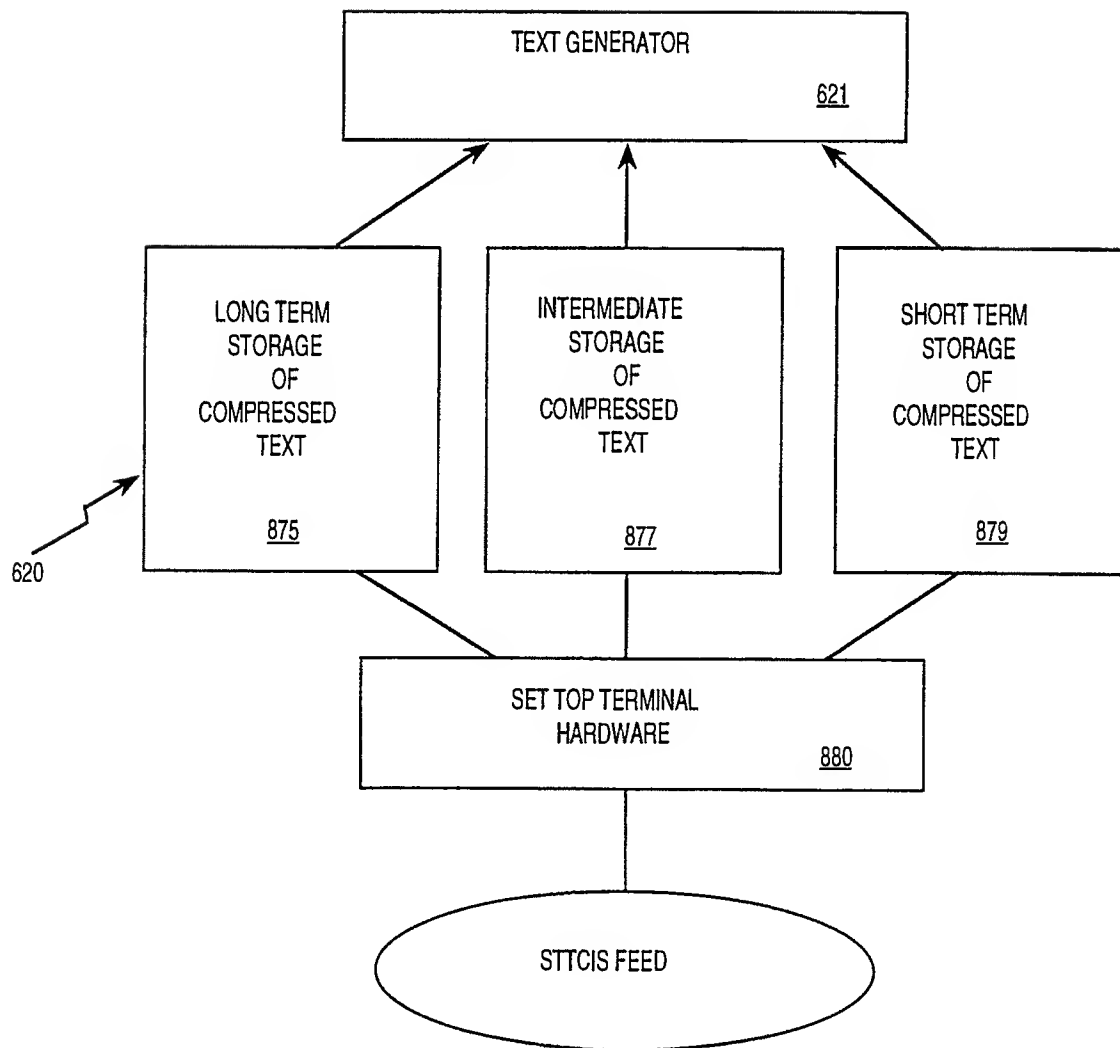 TEXT GENERATOR
621
LONG TERM
STORAGE
OF
COMPRESSED
TEXT
875
INTERMEDIATE
STORAGE
OF
COMPRESSED
TEXT
877
SHORT TERM
STORAGE
OF
COMPRESSED
TEXT
879
620
SET TOP TERMINAL
HARDWARE
880
STTCIS FEED